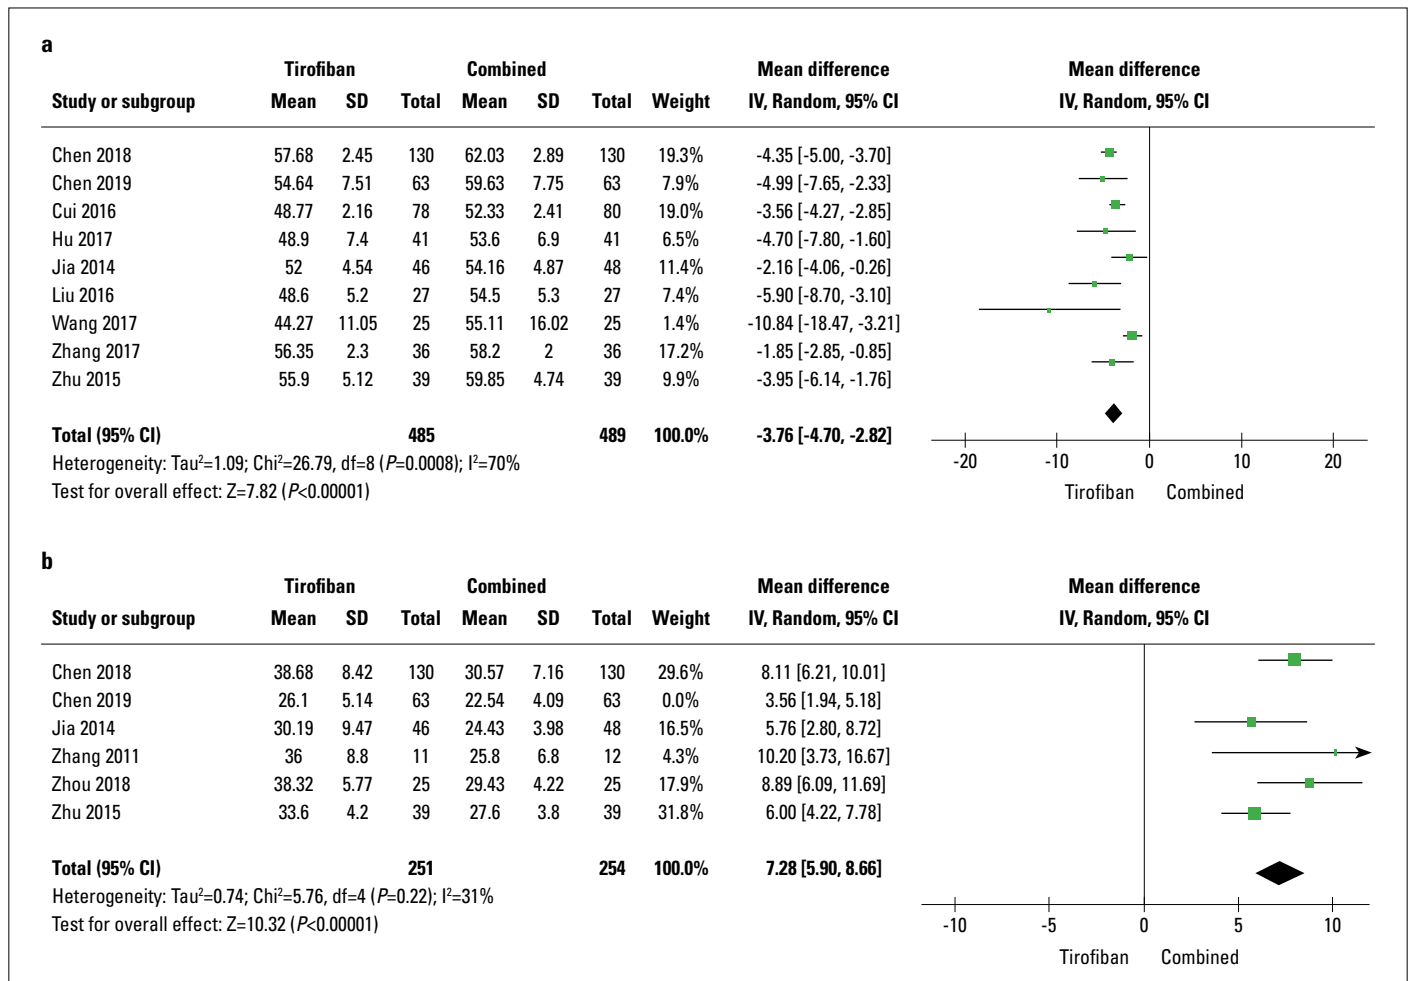 a
Tirofiban Combined Mean difference Mean difference
Study or subgroup Mean SD Total Mean SD Total Weight IV, Random, 95% CI IV, Random, 95% CI
Chen 2018 57.68 2.45 130 62.03 2.89 130 19.3% -4.35 [-5.00, -3.70]
Chen 2019 54.64 7.51 63 59.63 7.75 63 7.9% -4.99 [-7.65, -2.33]
Cui 2016 48.77 2.16 78 52.33 2.41 80 19.0% -3.56 [-4.27, -2.85]
Hu 2017 48.9 7.4 41 53.6 6.9 41 6.5% -4.70 [-7.80, -1.60]
Jia 2014 52 4.54 46 54.16 4.87 48 11.4% -2.16 [-4.06, -0.26]
Liu 2016 48.6 5.2 27 54.5 5.3 27 7.4% -5.90 [-8.70, -3.10]
Wang 2017 44.27 11.05 25 55.11 16.02 25 1.4% -10.84 [-18.47, -3.21]
Zhang 2017 56.35 2.3 36 58.2 2 36 17.2% -1.85 [-2.85, -0.85]
Zhu 2015 55.9 5.12 39 59.85 4.74 39 9.9% -3.95 [-6.14, -1.76]
Total (95% CI) 485 489 100.0% -3.76 [-4.70, -2.82]
Heterogeneity: Tau²=1.09; Chi²=26.79, df=8 (P=0.0008); I²=70%
-20 -10 0 10 20
Test for overall effect: Z=7.82 (P<0.00001)
Tirofiban Combined
b
Tirofiban Combined Mean difference Mean difference
Study or subgroup Mean SD Total Mean SD Total Weight IV, Random, 95% CI IV, Random, 95% CI
Chen 2018 38.68 8.42 130 30.57 7.16 130 29.6% 8.11 [6.21, 10.01]
Chen 2019 26.1 5.14 63 22.54 4.09 63 0.0% 3.56 [1.94, 5.18]
Jia 2014 30.19 9.47 46 24.43 3.98 48 16.5% 5.76 [2.80, 8.72]
Zhang 2011 36 8.8 11 25.8 6.8 12 4.3% 10.20 [3.73, 16.67]
Zhou 2018 38.32 5.77 25 29.43 4.22 25 17.9% 8.89 [6.09, 11.69]
Zhu 2015 33.6 4.2 39 27.6 3.8 39 31.8% 6.00 [4.22, 7.78]
Total (95% CI) 251 254 100.0% 7.28 [5.90, 8.66]
Heterogeneity: Tau²=0.74; Chi²=5.76, df=4 (P=0.22); I²=31%
Test for overall effect: Z=10.32 (P<0.00001)
-10 -5 0 5 10
Tirofiban Combined